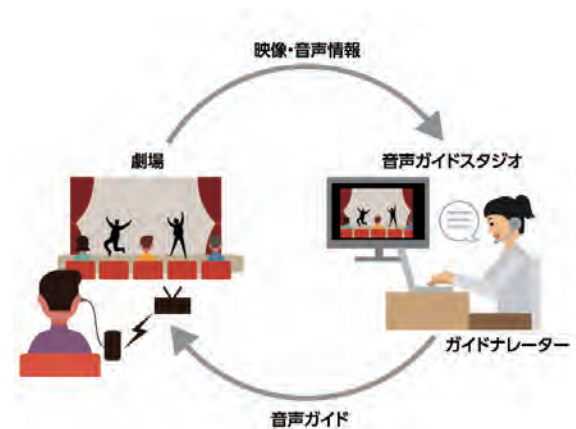 映像・音声情報
劇場
音声ガイドスタジオ
ガイドナレーター
音声ガイド